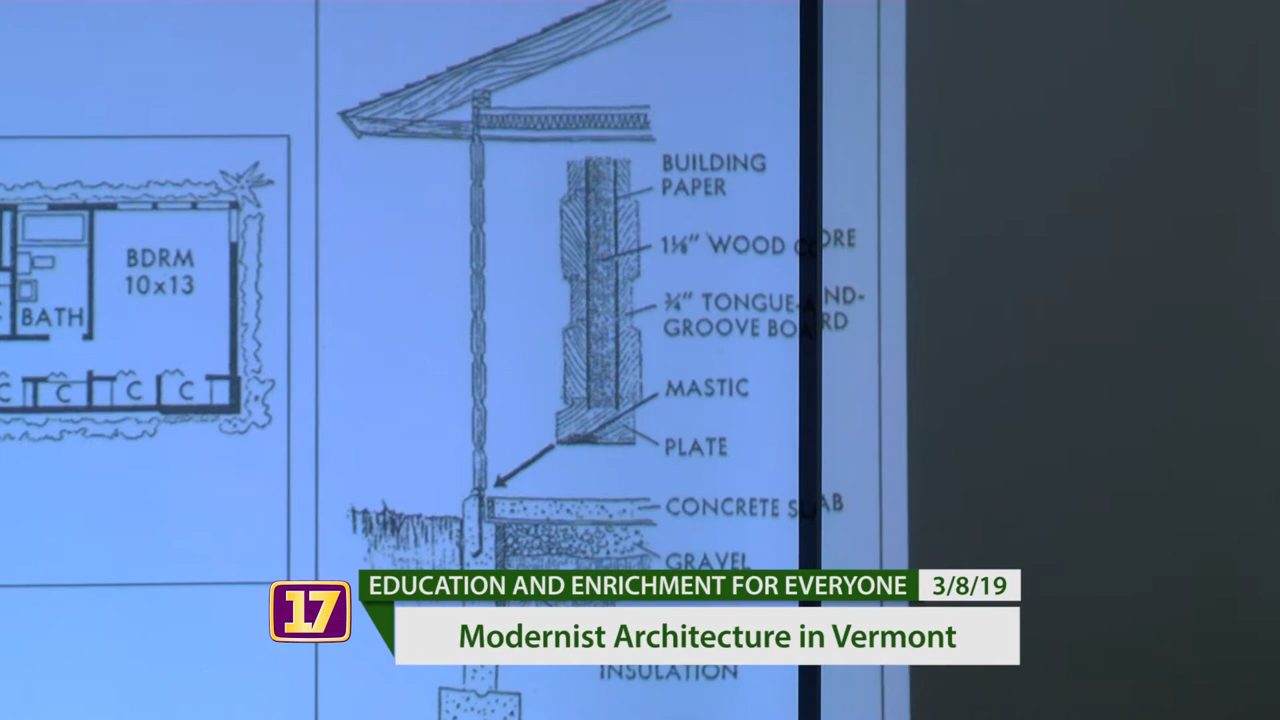 BDRM
10x13
BATH
C
C
C
C
BUILDING
PAPER
1⅛" WOOD CORE
¾" TONGUE-AND-
GROOVE BOARD
MASTIC
PLATE
CONCRETE SLAB
GRAVEL
INSULATION
17
EDUCATION AND ENRICHMENT FOR EVERYONE
3/8/19
Modernist Architecture in Vermont